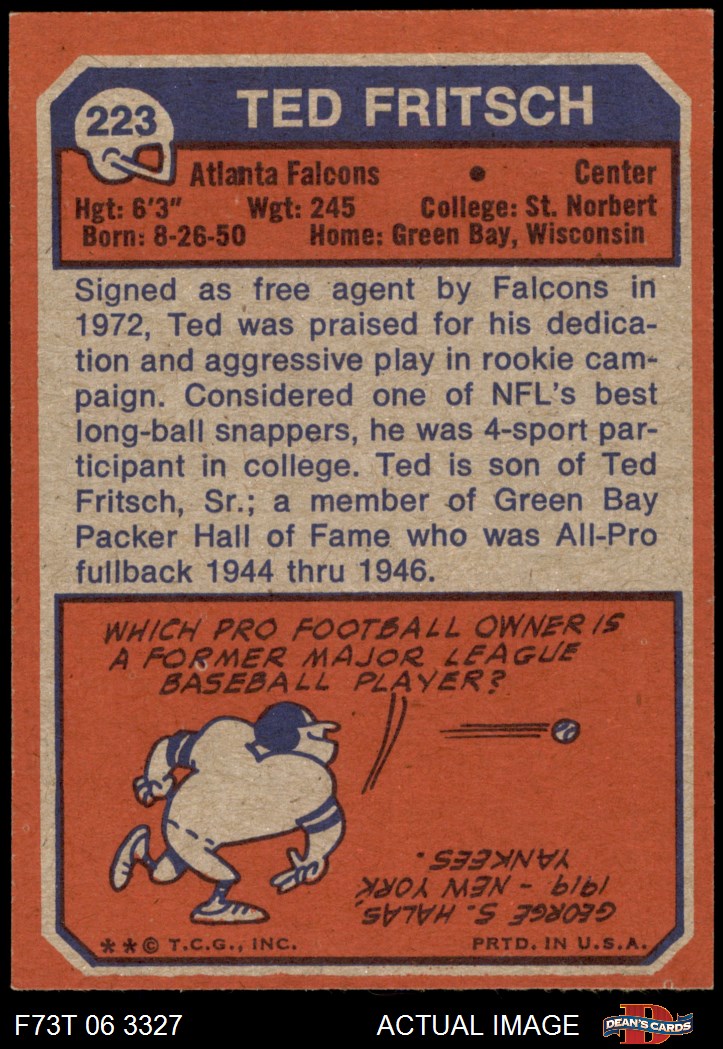 223
TED FRITSCH
Atlanta Falcons • Center
Hgt: 6'3" Wgt: 245 College: St. Norbert
Born: 8-26-50 Home: Green Bay, Wisconsin
Signed as free agent by Falcons in
1972, Ted was praised for his dedica-
tion and aggressive play in rookie cam-
paign. Considered one of NFL's best
long-ball snappers, he was 4-sport par-
ticipant in college. Ted is son of Ted
Fritsch, Sr.; a member of Green Bay
Packer Hall of Fame who was All-Pro
fullback 1944 thru 1946.
WHICH PRO FOOTBALL OWNER IS
A FORMER MAJOR LEAGUE
BASEBALL PLAYER?
GEORGE S. HALAS,
1919 - NEW YORK
YANKEES.
**© T.C.G., INC. PRTD. IN U.S.A.
F73T 06 3327 ACTUAL IMAGE D DEAN'S CARDS